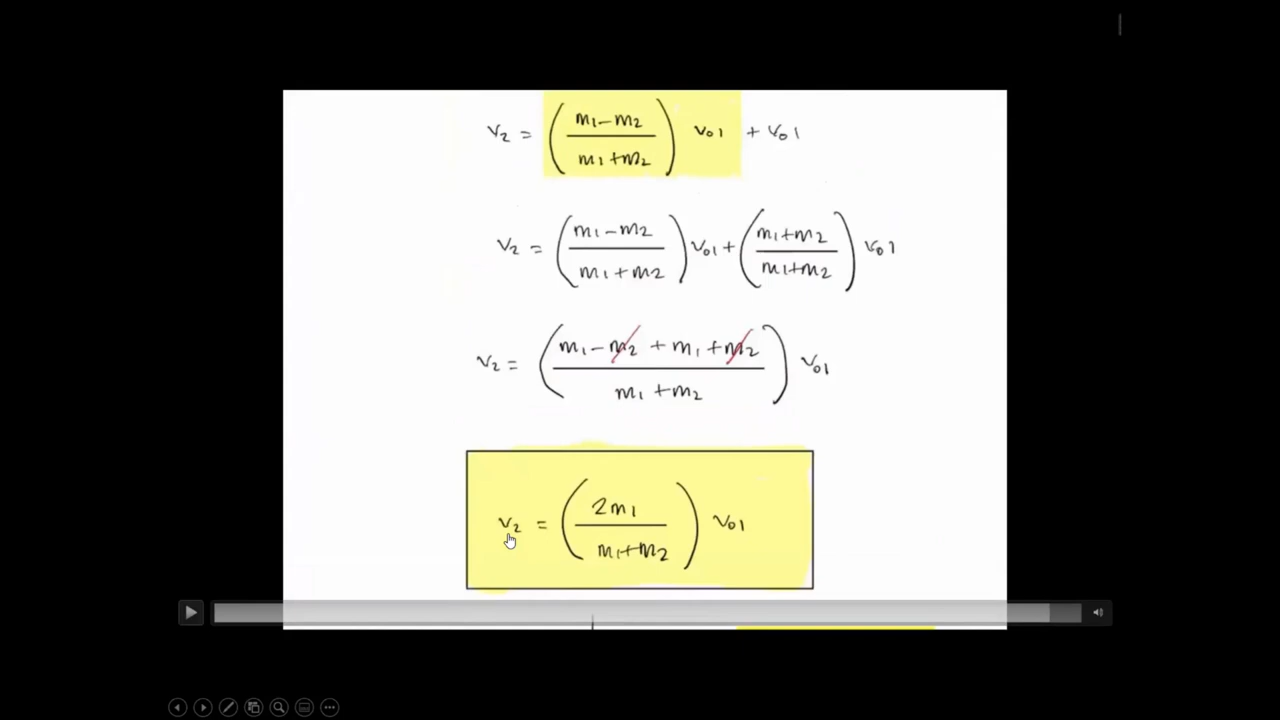 v₂ = ((m₁ - m₂)/(m₁ + m₂)) v₀₁ + v₀₁
v₂ = ((m₁ - m₂)/(m₁ + m₂)) v₀₁ + ((m₁ + m₂)/(m₁ + m₂)) v₀₁
v₂ = ((m₁ - m₂ + m₁ + m₂)/(m₁ + m₂)) v₀₁
v₂ = (2m₁/(m₁ + m₂)) v₀₁